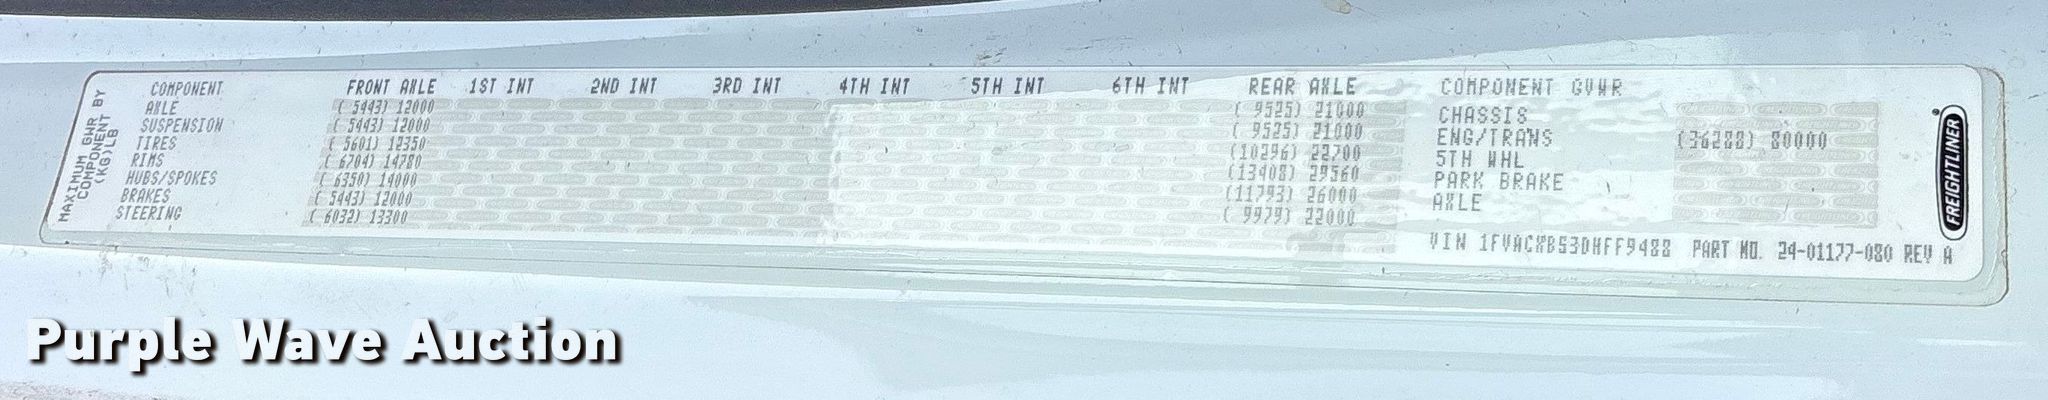 MAXIMUM GWR BY
COMPONENT
(KG)LB
COMPONENT FRONT AXLE 1ST INT 2ND INT 3RD INT 4TH INT 5TH INT 6TH INT REAR AXLE COMPONENT GVWR
AXLE ( 5443) 12000 ( 9525) 21000 CHASSIS
SUSPENSION ( 5443) 12000 ( 9525) 21000 ENG/TRANS (36288) 80000
TIRES ( 5601) 12350 (10296) 22700 5TH WHL
RIMS ( 6704) 14780 (13408) 29560 PARK BRAKE
HUBS/SPOKES ( 6350) 14000 (11793) 26000 AXLE
BRAKES ( 5443) 12000 ( 9979) 22000
STEERING ( 6032) 13300
VIN 1FVACXBS3DHFF9488 PART NO. 24-01177-080 REV A
FREIGHTLINER
Purple Wave Auction